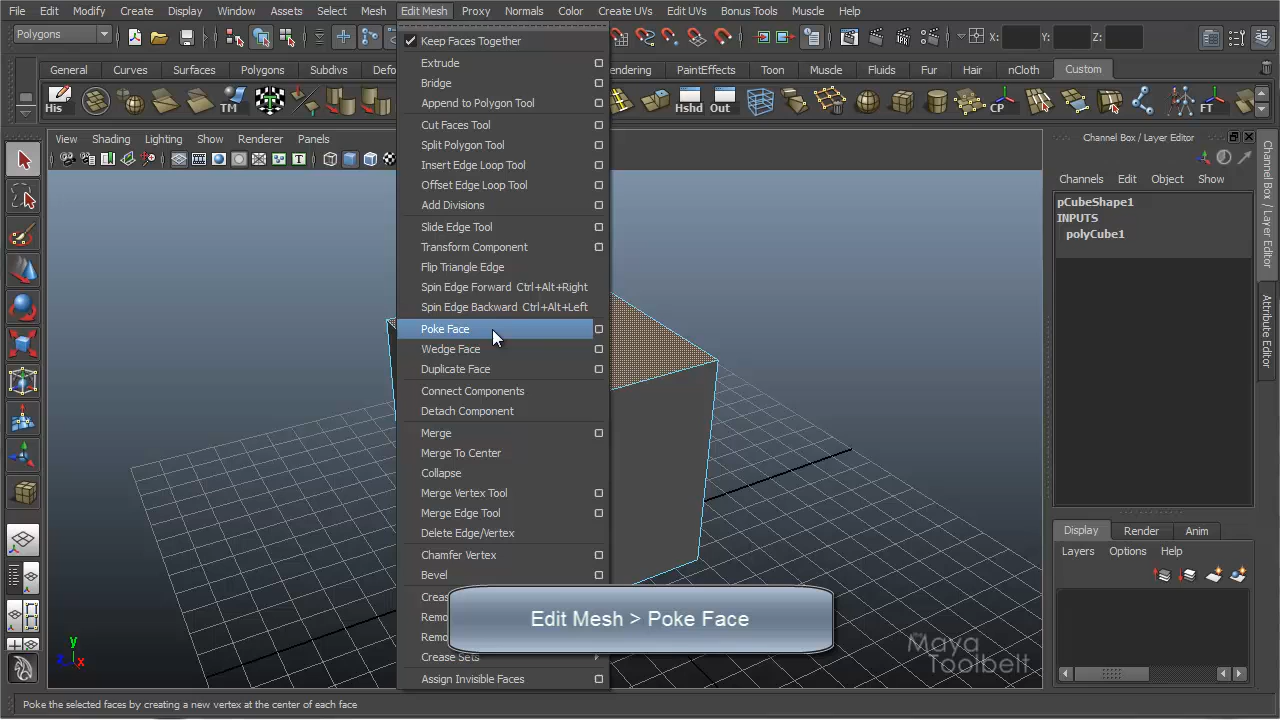 File Edit Modify Create Display Window Assets Select Mesh Edit Mesh Proxy Normals Color Create UVs Edit UVs Bonus Tools Muscle Help
Polygons
X: Y: Z:
General Curves Surfaces Polygons Subdivs Defo
endering PaintEffects Toon Muscle Fluids Fur Hair nCloth Custom
His TM Hshd Out CP FT
View Shading Lighting Show Renderer Panels
Keep Faces Together
Extrude
Bridge
Append to Polygon Tool
Cut Faces Tool
Split Polygon Tool
Insert Edge Loop Tool
Offset Edge Loop Tool
Add Divisions
Slide Edge Tool
Transform Component
Flip Triangle Edge
Spin Edge Forward Ctrl+Alt+Right
Spin Edge Backward Ctrl+Alt+Left
Poke Face
Wedge Face
Duplicate Face
Connect Components
Detach Component
Merge
Merge To Center
Collapse
Merge Vertex Tool
Merge Edge Tool
Delete Edge/Vertex
Chamfer Vertex
Bevel
Creas
Remo
Remo
Crease Sets
Assign Invisible Faces
Edit Mesh > Poke Face
Maya
Toolbelt
y
z x
Channel Box / Layer Editor
Channels Edit Object Show
pCubeShape1
INPUTS
polyCube1
Display Render Anim
Layers Options Help
Channel Box / Layer Editor
Attribute Editor
Poke the selected faces by creating a new vertex at the center of each face